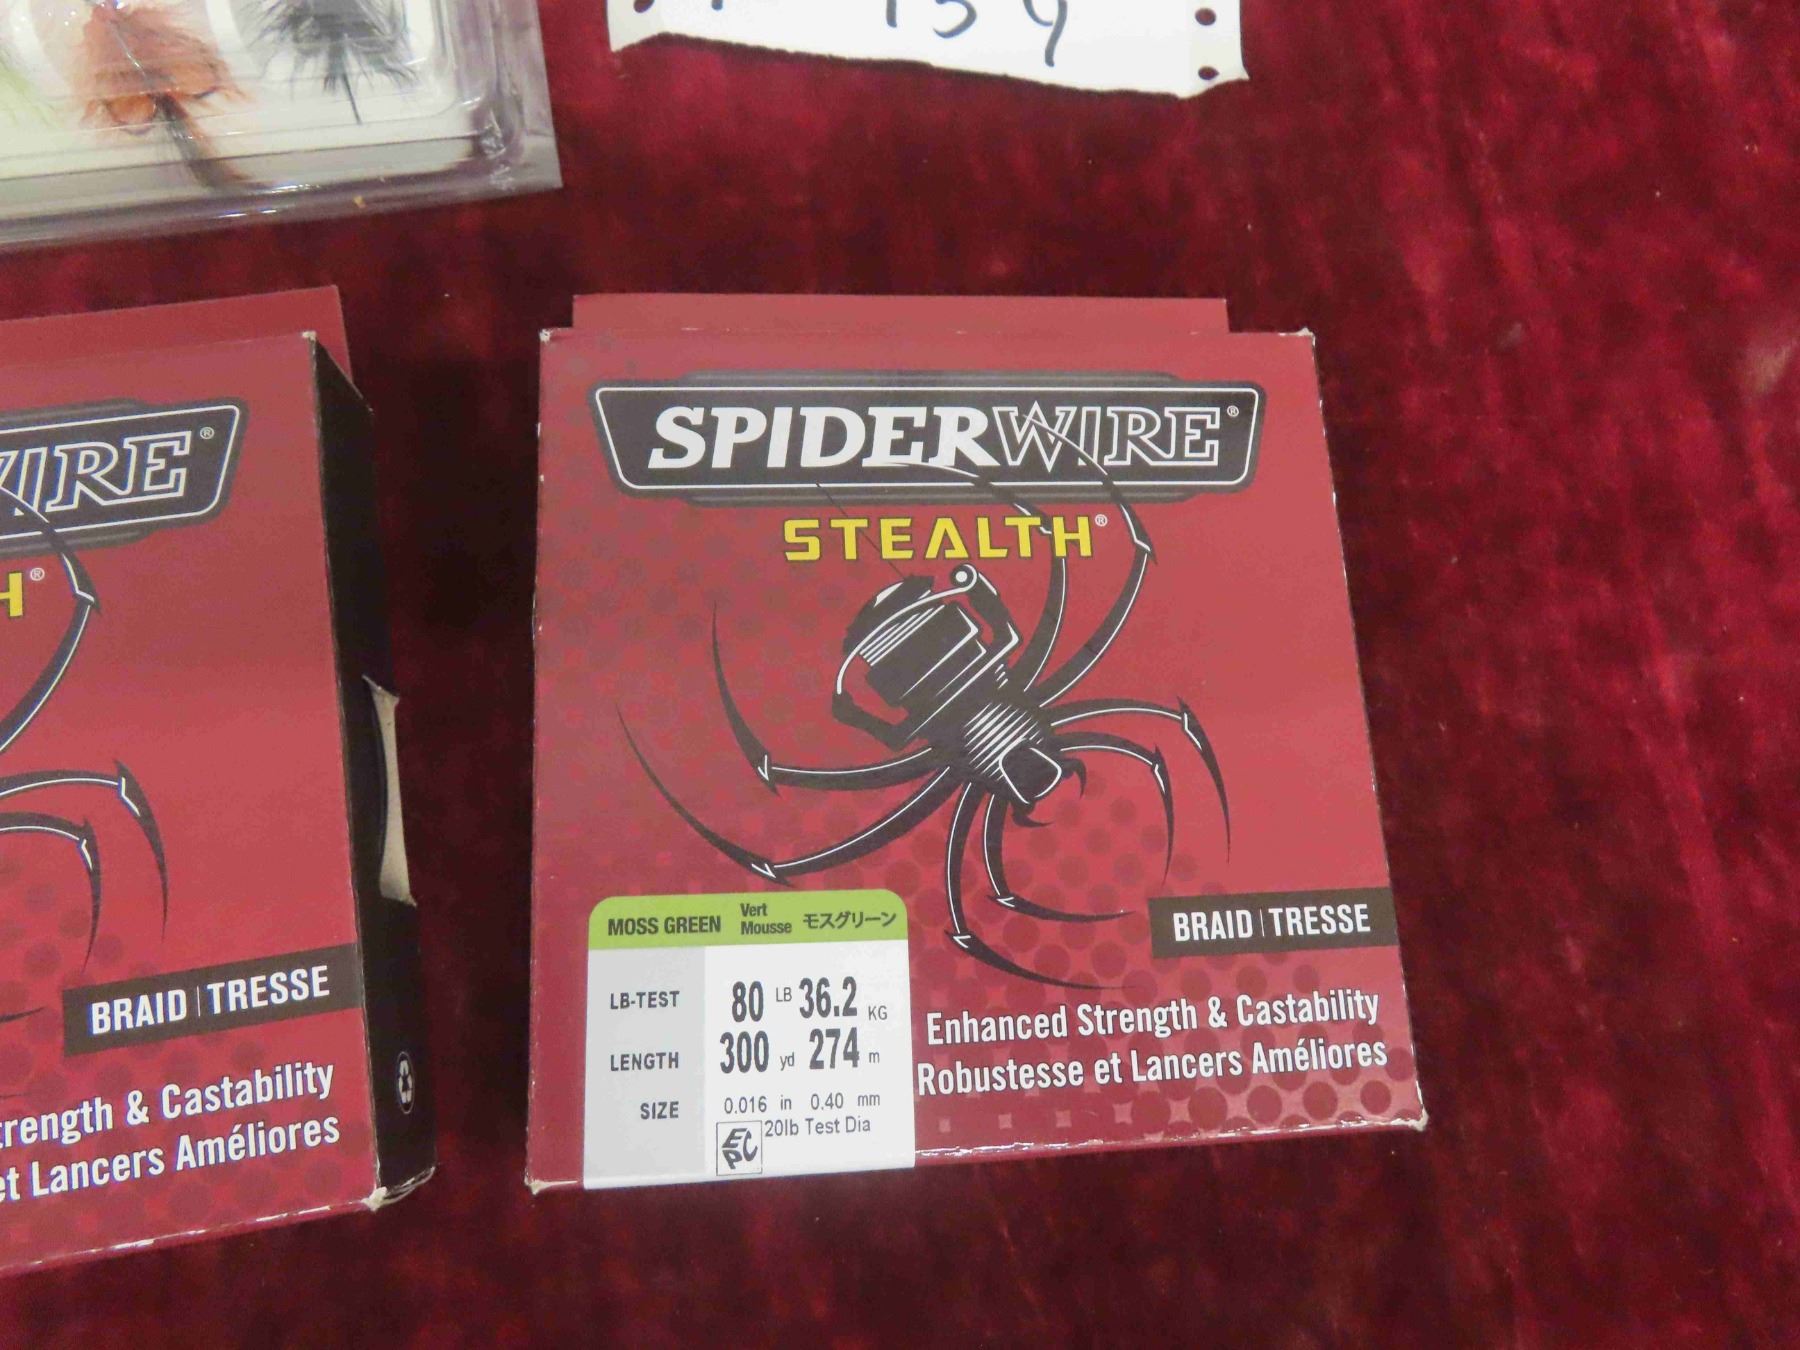 134
WIRE®
H®
BRAID | TRESSE
trength & Castability
et Lancers Améliores
SPIDERWIRE®
STEALTH®
MOSS GREEN Vert Mousse モスグリーン
BRAID | TRESSE
LB-TEST 80 LB 36.2 KG
LENGTH 300 yd 274 m
SIZE 0.016 in 0.40 mm
20lb Test Dia
EPC
Enhanced Strength & Castability
Robustesse et Lancers Améliores